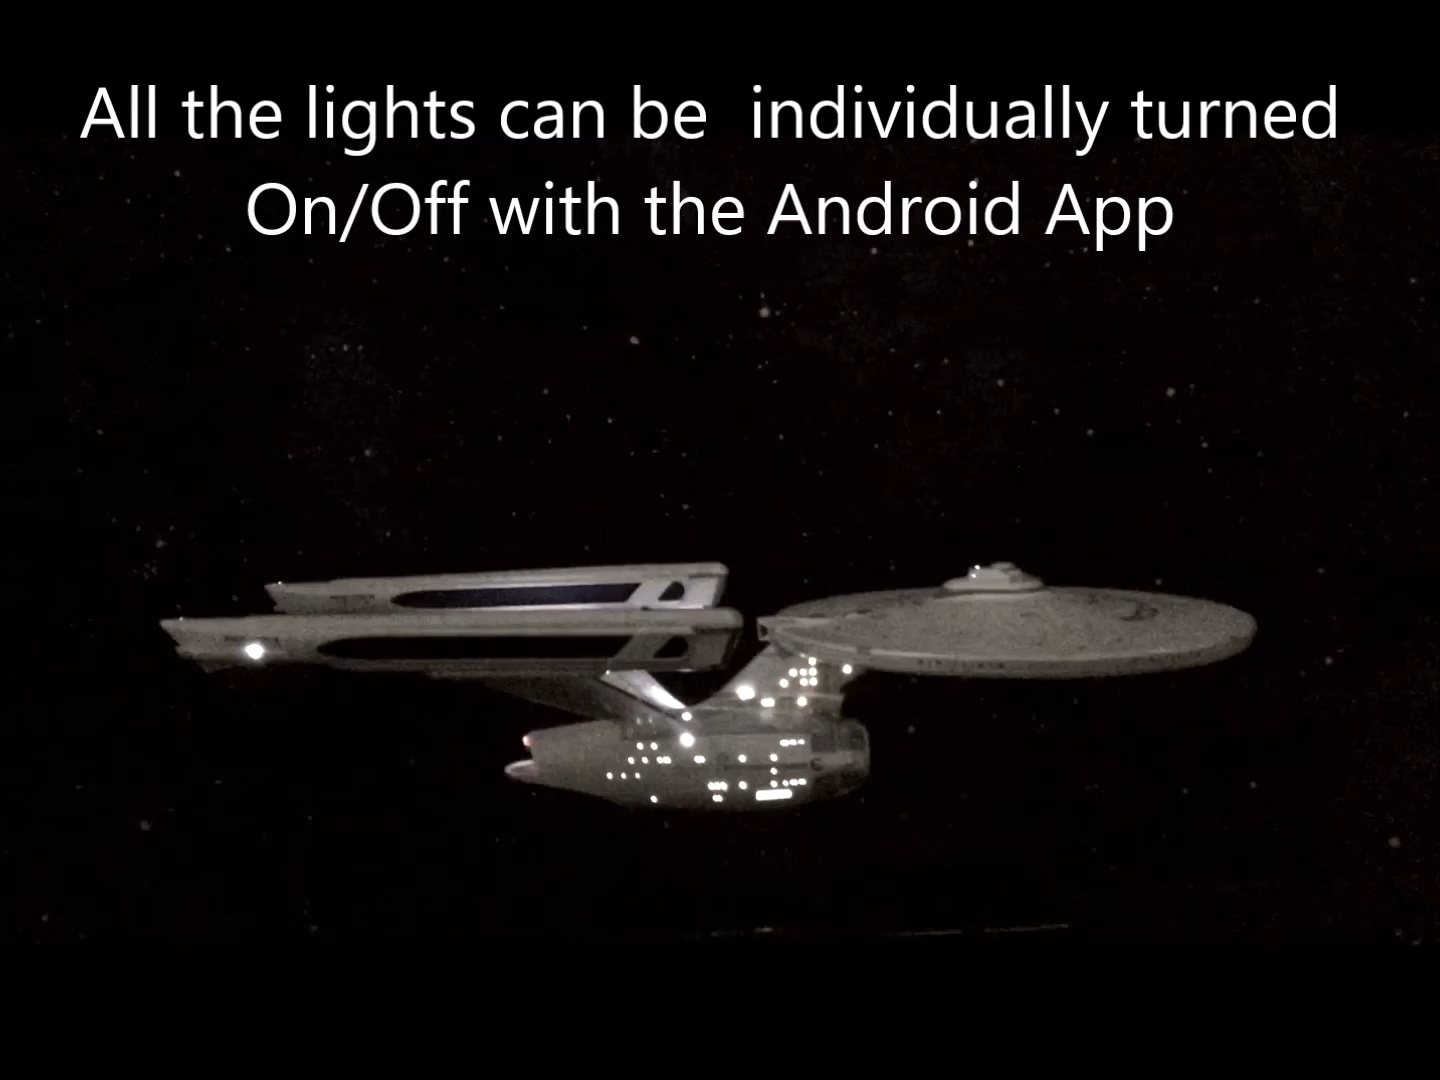 All the lights can be  individually turned
On/Off with the Android App